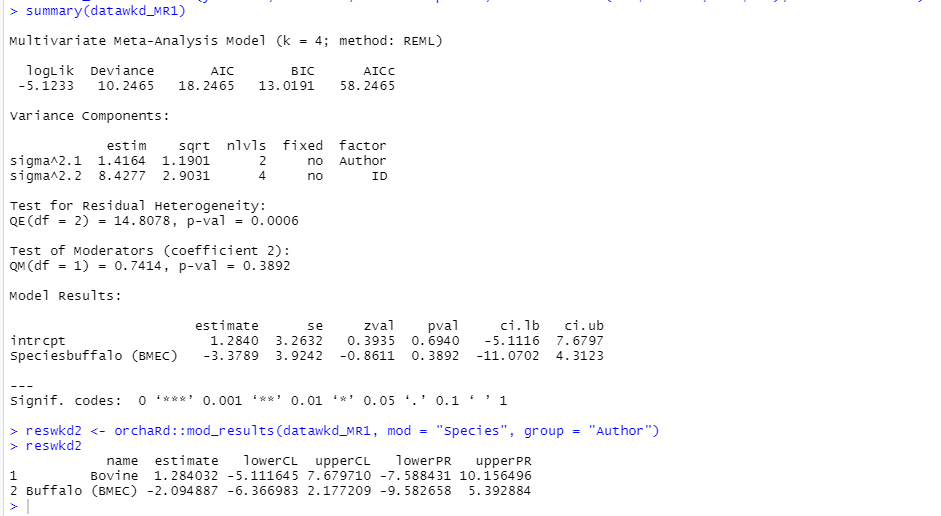 > summary(datawkd_MR1)
Multivariate Meta-Analysis Model (k = 4; method: REML)
logLik Deviance AIC BIC AICc
-5.1233 10.2465 18.2465 13.0191 58.2465
Variance Components:
estim sqrt nlvls fixed factor
sigma^2.1 1.4164 1.1901 2 no Author
sigma^2.2 8.4277 2.9031 4 no ID
Test for Residual Heterogeneity:
QE(df = 2) = 14.8078, p-val = 0.0006
Test of Moderators (coefficient 2):
QM(df = 1) = 0.7414, p-val = 0.3892
Model Results:
estimate se zval pval ci.lb ci.ub
intrcpt 1.2840 3.2632 0.3935 0.6940 -5.1116 7.6797
Speciesbuffalo (BMEC) -3.3789 3.9242 -0.8611 0.3892 -11.0702 4.3123
---
Signif. codes: 0 ‘***’ 0.001 ‘**’ 0.01 ‘*’ 0.05 ‘.’ 0.1 ‘ ’ 1
> reswkd2 <- orchaRd::mod_results(datawkd_MR1, mod = "Species", group = "Author")
> reswkd2
name estimate lowerCL upperCL lowerPR upperPR
1 Bovine 1.284032 -5.111645 7.679710 -7.588431 10.156496
2 Buffalo (BMEC) -2.094887 -6.366983 2.177209 -9.582658 5.392884
>